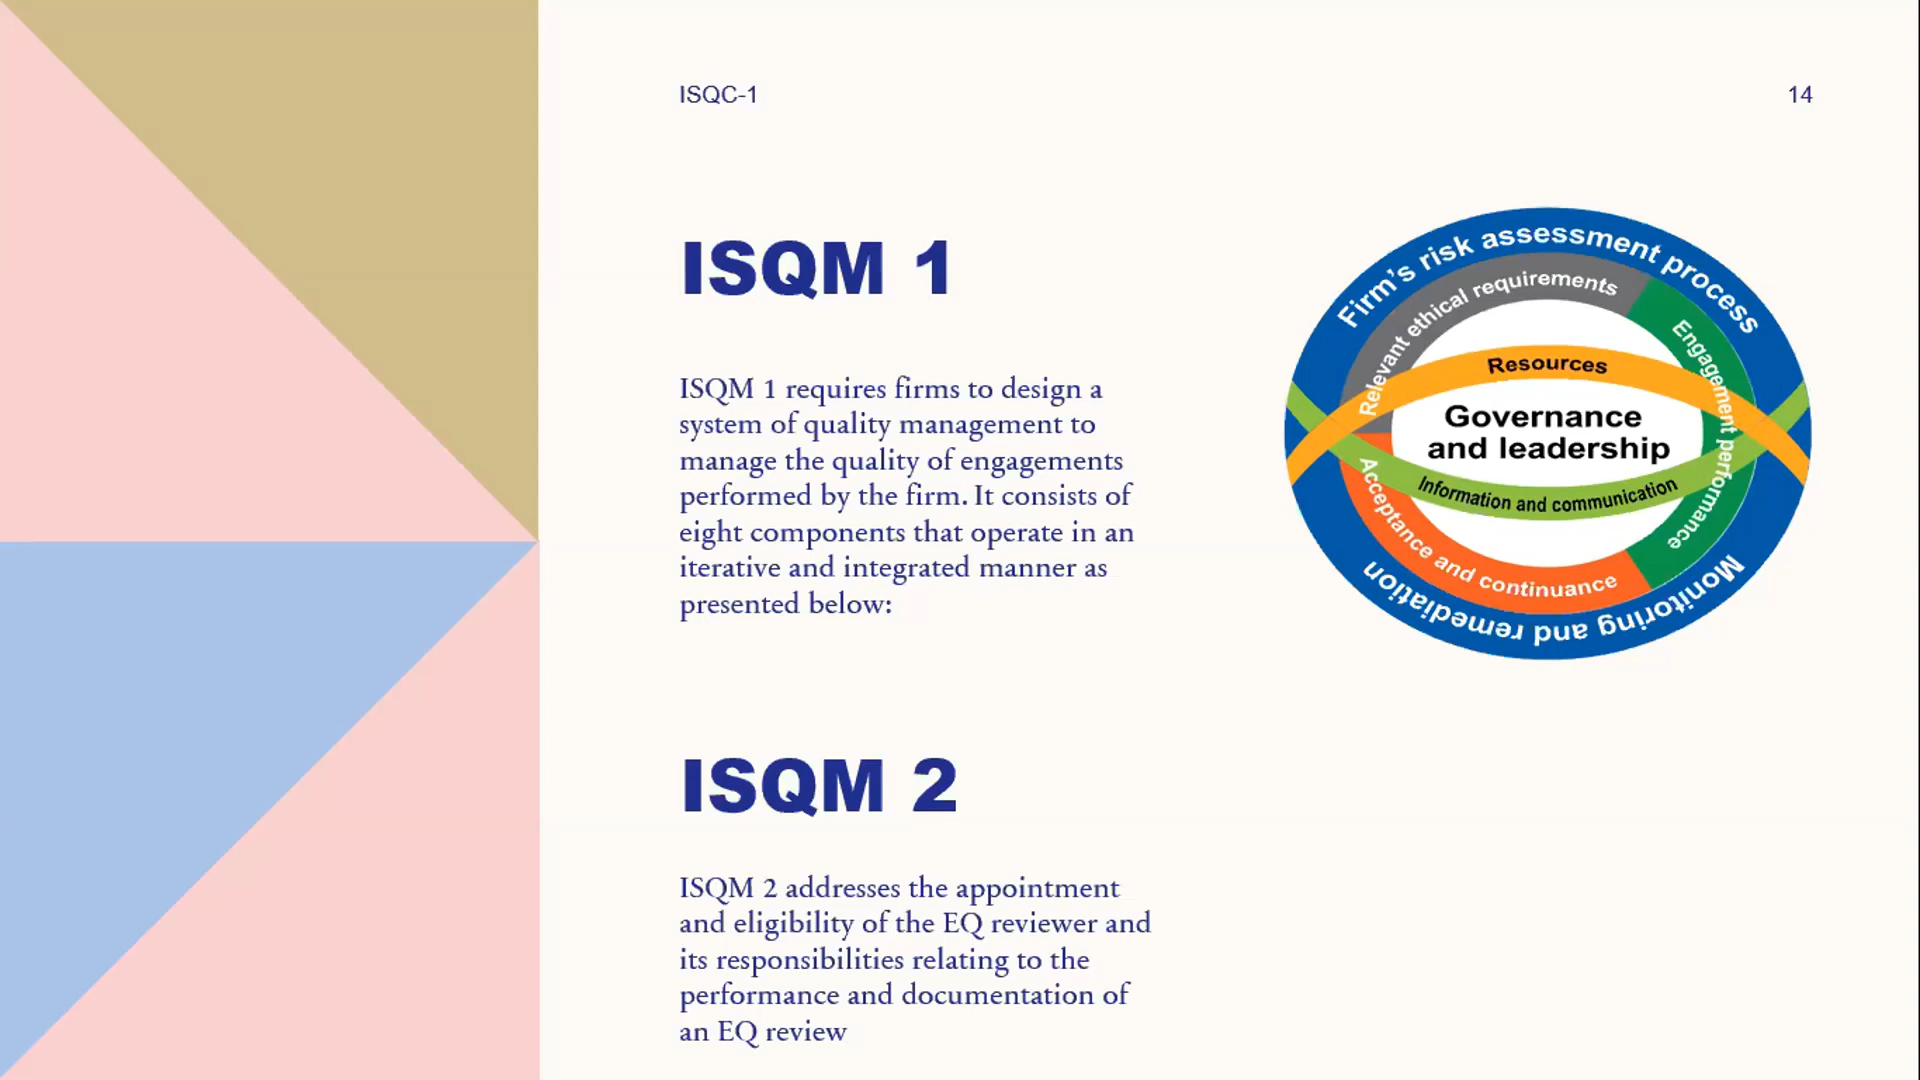 ISQC-1
14
ISQM 1
ISQM 1 requires firms to design a
system of quality management to
manage the quality of engagements
performed by the firm. It consists of
eight components that operate in an
iterative and integrated manner as
presented below:
Firm's risk assessment process
Relevant ethical requirements
Engagement performance
Resources
Governance
and leadership
Information and communication
Acceptance and continuance
Monitoring and remediation
ISQM 2
ISQM 2 addresses the appointment
and eligibility of the EQ reviewer and
its responsibilities relating to the
performance and documentation of
an EQ review